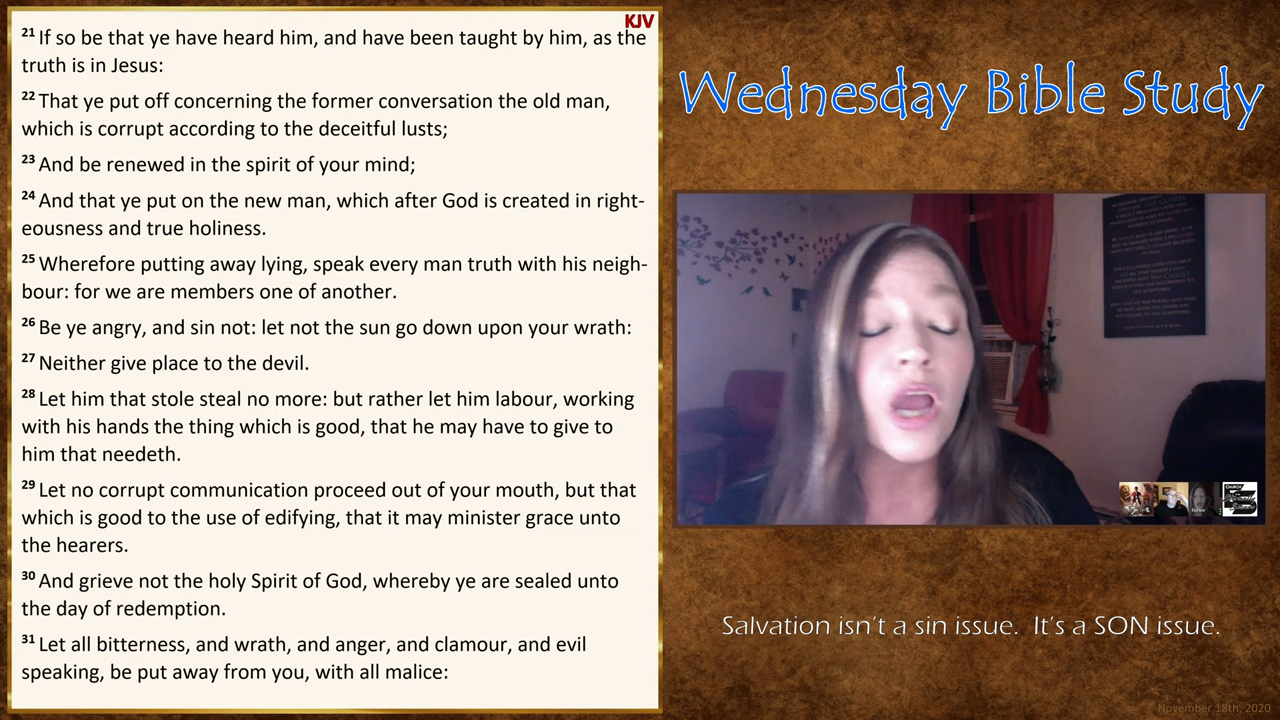 KJV
21 If so be that ye have heard him, and have been taught by him, as the
truth is in Jesus:
22 That ye put off concerning the former conversation the old man,
which is corrupt according to the deceitful lusts;
23 And be renewed in the spirit of your mind;
24 And that ye put on the new man, which after God is created in right-
eousness and true holiness.
25 Wherefore putting away lying, speak every man truth with his neigh-
bour: for we are members one of another.
26 Be ye angry, and sin not: let not the sun go down upon your wrath:
27 Neither give place to the devil.
28 Let him that stole steal no more: but rather let him labour, working
with his hands the thing which is good, that he may have to give to
him that needeth.
29 Let no corrupt communication proceed out of your mouth, but that
which is good to the use of edifying, that it may minister grace unto
the hearers.
30 And grieve not the holy Spirit of God, whereby ye are sealed unto
the day of redemption.
31 Let all bitterness, and wrath, and anger, and clamour, and evil
speaking, be put away from you, with all malice:
Wednesday Bible Study
Salvation isn't a sin issue. It's a SON issue.
November 18th, 2020